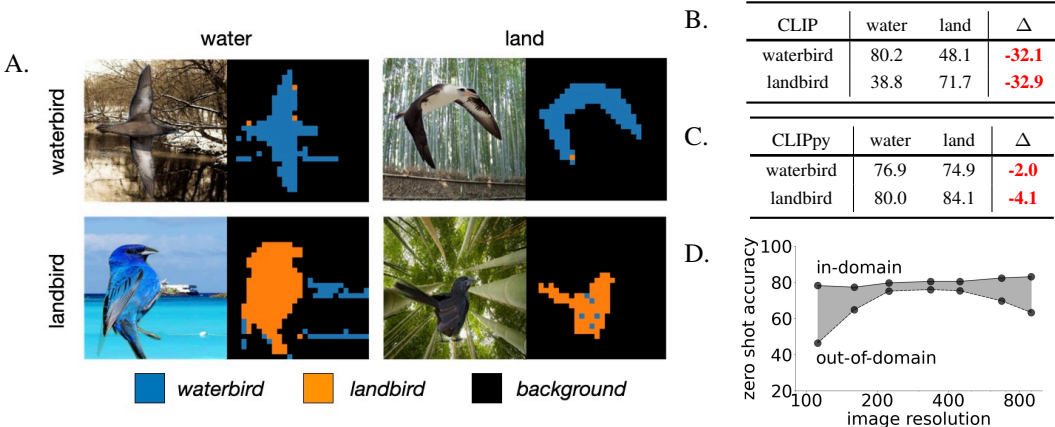 A.
water land
waterbird
landbird
waterbird landbird background
B.
CLIP water land Δ
waterbird 80.2 48.1 -32.1
landbird 38.8 71.7 -32.9
C.
CLIPpy water land Δ
waterbird 76.9 74.9 -2.0
landbird 80.0 84.1 -4.1
D.
zero shot accuracy
100
80
60
40
20
in-domain
out-of-domain
100 200 400 800
image resolution